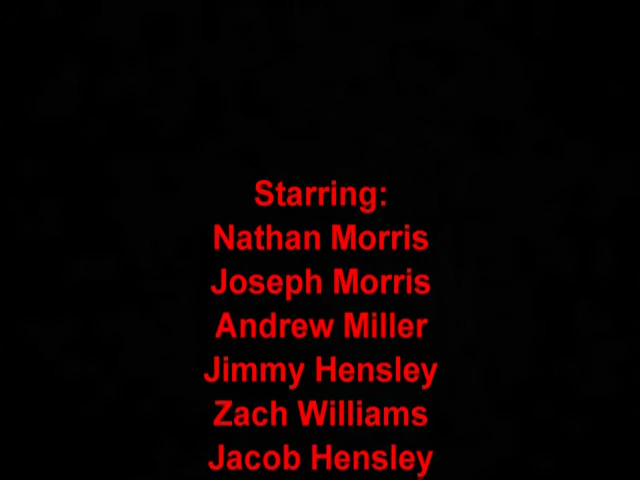 Starring:
Nathan Morris
Joseph Morris
Andrew Miller
Jimmy Hensley
Zach Williams
Jacob Hensley